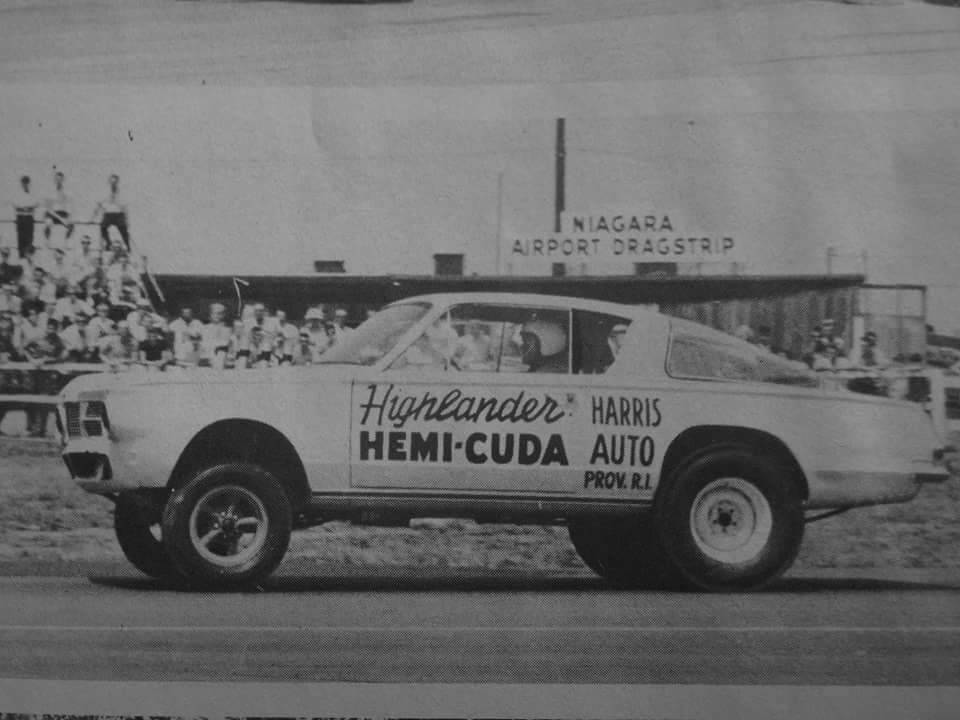 NIAGARA
AIRPORT DRAGSTRIP
Highlander
HEMI-CUDA
HARRIS
AUTO
PROV. R.I.